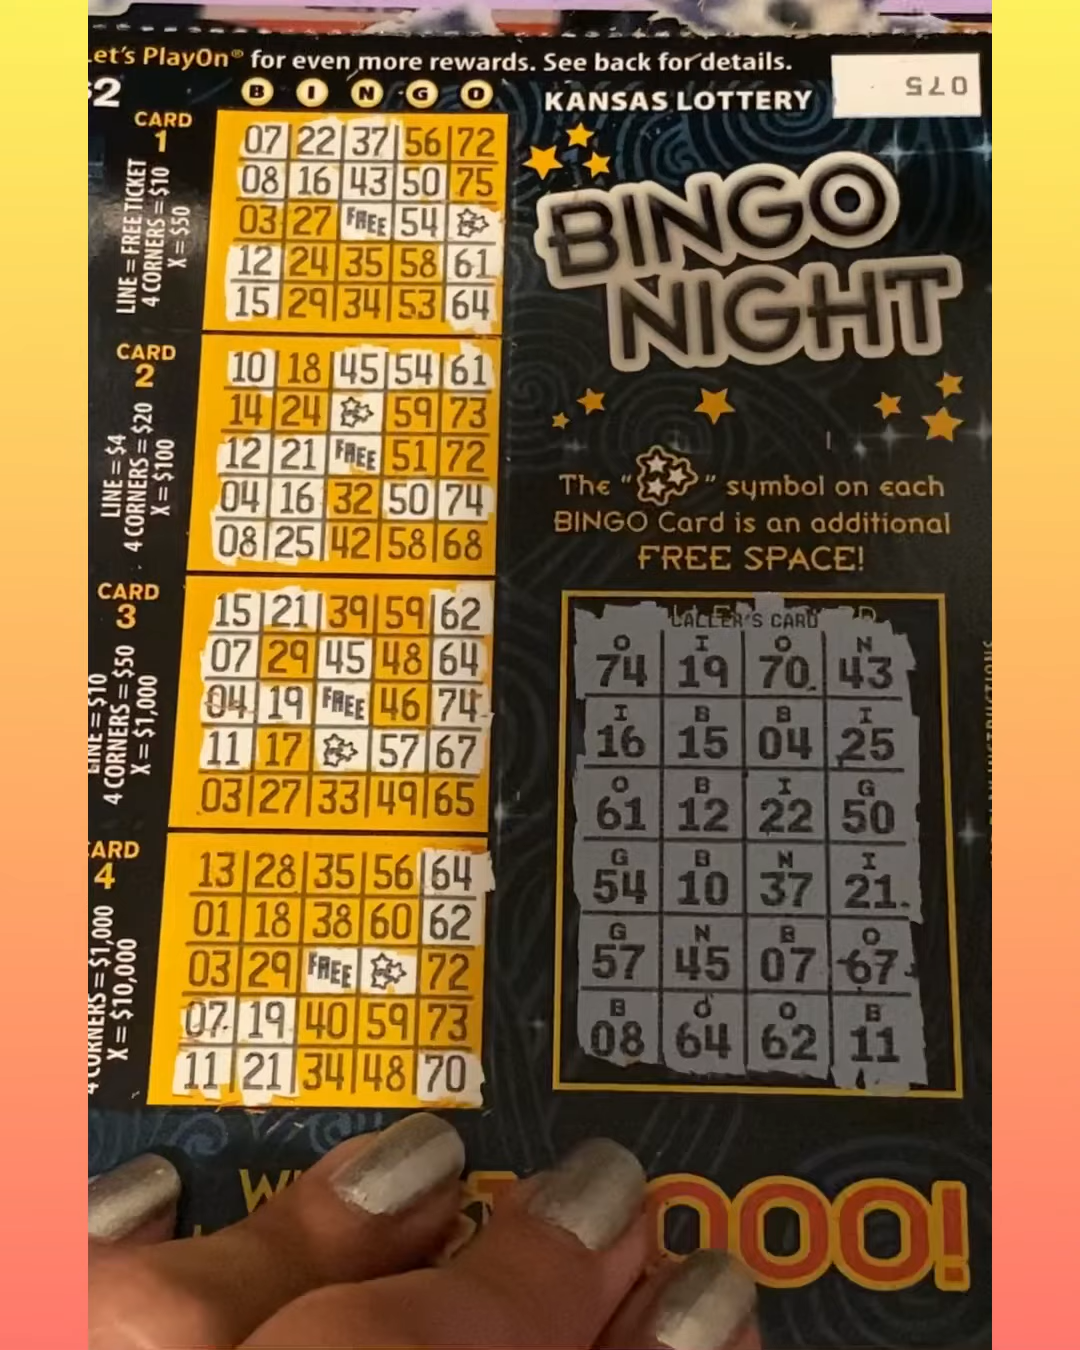 et's PlayOn® for even more rewards. See back for details.
$2
B I N G O
KANSAS LOTTERY
075
CARD 1
LINE = FREE TICKET
4 CORNERS = $10
X = $50
07 22 37 56 72
08 16 43 50 75
03 27 FREE 54
12 24 35 58 61
15 29 34 53 64
BINGO
NIGHT
CARD 2
LINE = $4
4 CORNERS = $20
X = $100
10 18 45 54 61
14 24 59 73
12 21 FREE 51 72
04 16 32 50 74
08 25 42 58 68
The " " symbol on each
BINGO Card is an additional
FREE SPACE!
CARD 3
LINE = $10
4 CORNERS = $50
X = $1,000
15 21 39 59 62
07 29 45 48 64
04 19 FREE 46 74
11 17 57 67
03 27 33 49 65
CALLER'S CARD
O I O N
74 19 70 43
I B B I
16 15 04 25
O B I G
61 12 22 50
G B N I
54 10 37 21
G N B O
57 45 07 67
B O O B
08 64 62 11
ARD 4
4 CORNERS = $1,000
X = $10,000
13 28 35 56 64
01 18 38 60 62
03 29 FREE 72
07 19 40 59 73
11 21 34 48 70
000!